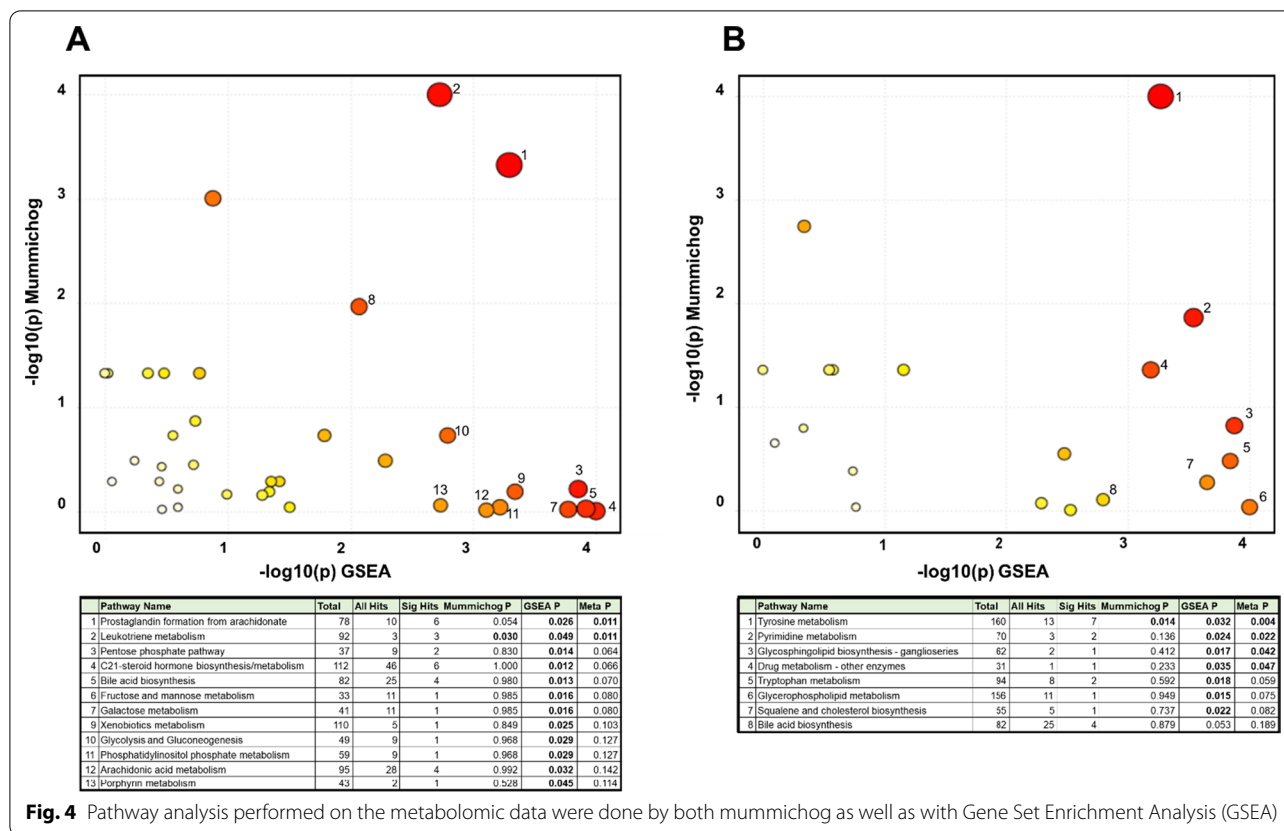 A
B
4
3
2
1
0
-log10(p) Mummichog
2
1
8
10
9
3
13
12
11
7
5
4
0
1
2
3
4
-log10(p) GSEA
4
3
2
1
0
-log10(p) Mummichog
1
2
4
3
5
7
8
6
0
1
2
3
4
-log10(p) GSEA
Pathway Name Total All Hits Sig Hits Mummichog P GSEA P Meta P
1 Prostaglandin formation from arachidonate 78 10 6 0.054 0.026 0.011
2 Leukotriene metabolism 92 3 3 0.030 0.049 0.011
3 Pentose phosphate pathway 37 9 2 0.830 0.014 0.064
4 C21-steroid hormone biosynthesis/metabolism 112 46 6 1.000 0.012 0.066
5 Bile acid biosynthesis 82 25 4 0.980 0.013 0.070
6 Fructose and mannose metabolism 33 11 1 0.985 0.016 0.080
7 Galactose metabolism 41 11 1 0.985 0.016 0.080
9 Xenobiotics metabolism 110 5 1 0.849 0.025 0.103
10 Glycolysis and Gluconeogenesis 49 9 1 0.968 0.029 0.127
11 Phosphatidylinositol phosphate metabolism 59 9 1 0.968 0.029 0.127
12 Arachidonic acid metabolism 95 28 4 0.992 0.032 0.142
13 Porphyrin metabolism 43 2 1 0.528 0.045 0.114
Pathway Name Total All Hits Sig Hits Mummichog P GSEA P Meta P
1 Tyrosine metabolism 160 13 7 0.014 0.032 0.004
2 Pyrimidine metabolism 70 3 2 0.136 0.024 0.022
3 Glycosphingolipid biosynthesis - ganglioseries 62 2 1 0.412 0.017 0.042
4 Drug metabolism - other enzymes 31 1 1 0.233 0.035 0.047
5 Tryptophan metabolism 94 8 2 0.592 0.018 0.059
6 Glycerophospholipid metabolism 156 11 1 0.949 0.015 0.075
7 Squalene and cholesterol biosynthesis 55 5 1 0.737 0.022 0.082
8 Bile acid biosynthesis 82 25 4 0.879 0.053 0.189
Fig. 4 Pathway analysis performed on the metabolomic data were done by both mummichog as well as with Gene Set Enrichment Analysis (GSEA)